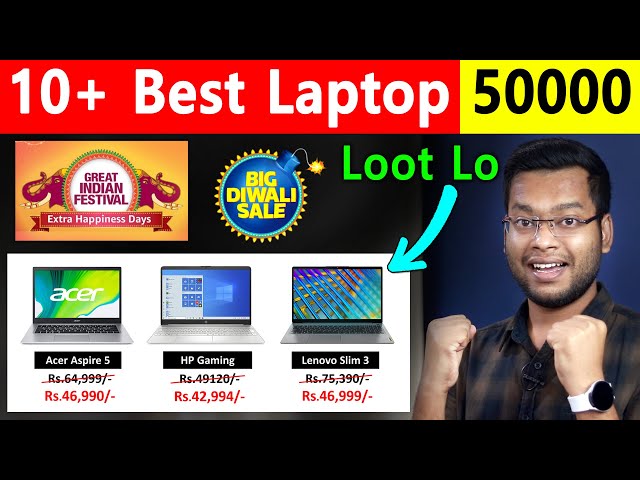 10+ Best Laptop 50000
GREAT
INDIAN
FESTIVAL
Extra Happiness Days
BIG
DIWALI
SALE
Loot Lo
acer
Acer Aspire 5
Rs.64,999/-
Rs.46,990/-
HP Gaming
Rs.49120/-
Rs.42,994/-
Lenovo Slim 3
Rs.75,390/-
Rs.46,999/-